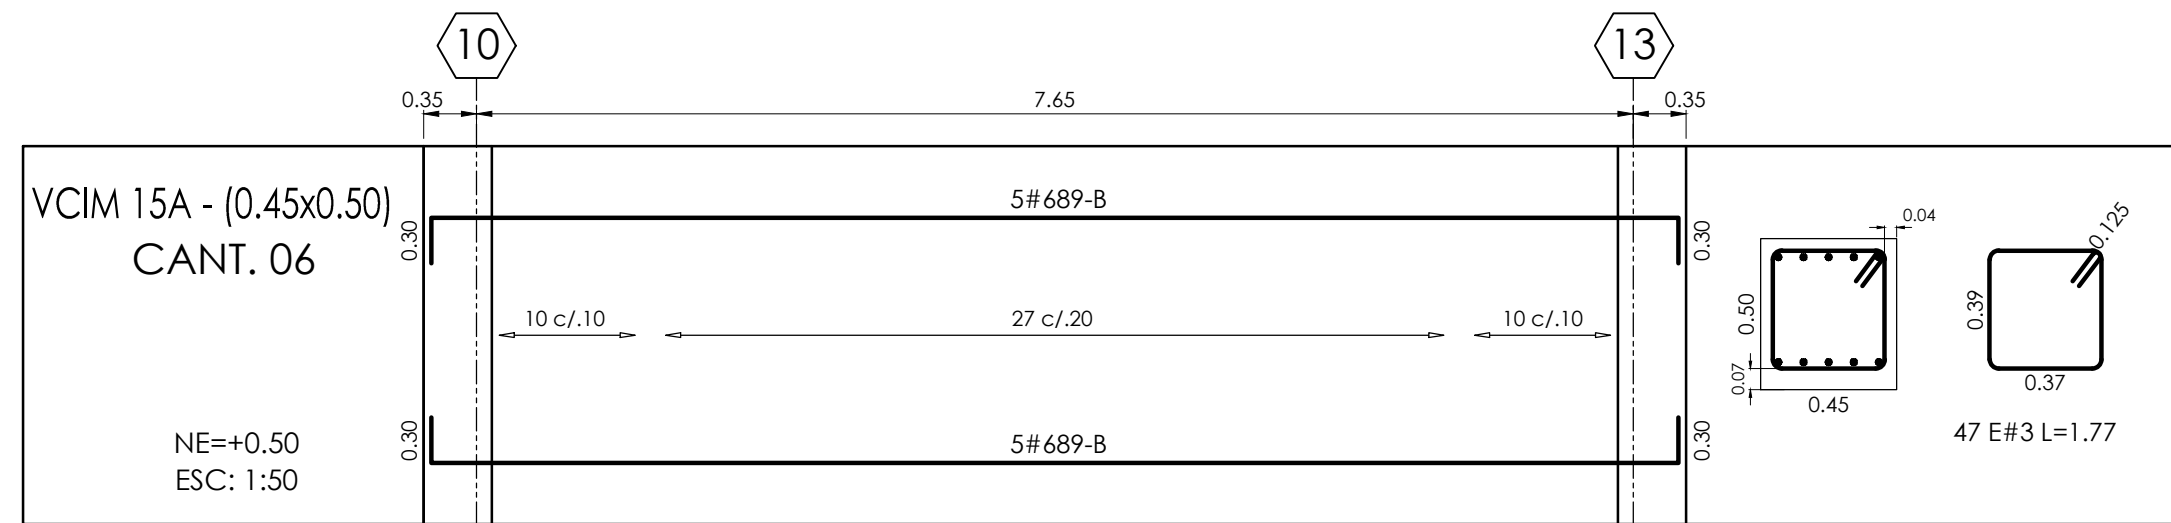 10
13
0.35
7.65
0.35
VCIM 15A - (0.45x0.50)
CANT. 06
0.30
5#689-B
0.30
10 c/.10
27 c/.20
10 c/.10
NE=+0.50
ESC: 1:50
0.30
5#689-B
0.30
0.04
0.50
0.07
0.45
0.125
0.39
0.37
47 E#3 L=1.77